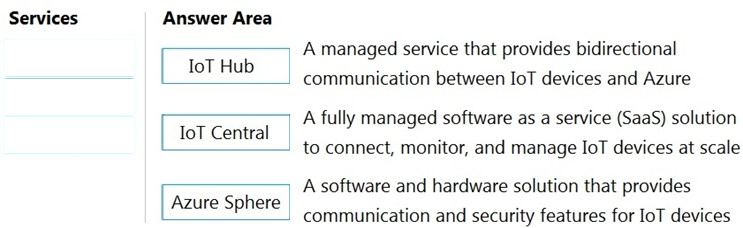 Services
Answer Area
IoT Hub
A managed service that provides bidirectional
communication between IoT devices and Azure
IoT Central
A fully managed software as a service (SaaS) solution
to connect, monitor, and manage IoT devices at scale
Azure Sphere
A software and hardware solution that provides
communication and security features for IoT devices